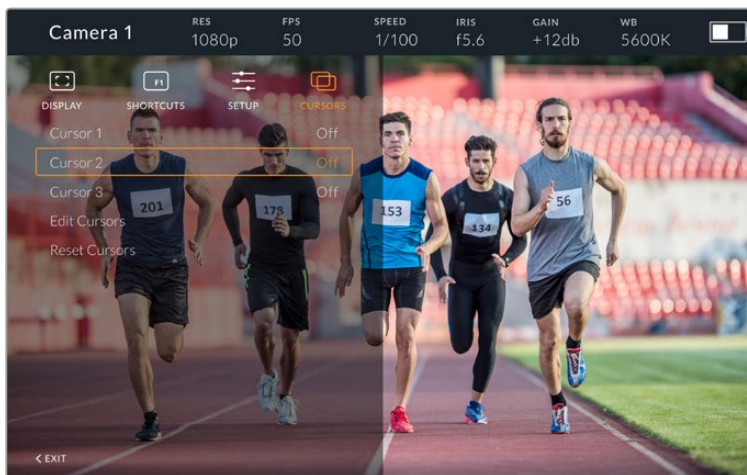 Camera 1
RES FPS SPEED IRIS GAIN WB
1080p 50 1/100 f5.6 +12db 5600K
F1
DISPLAY SHORTCUTS SETUP CURSORS
Cursor 1 Off
Cursor 2 Off
Cursor 3 Off
Edit Cursors
Reset Cursors
201 178 153 134 56
< EXIT